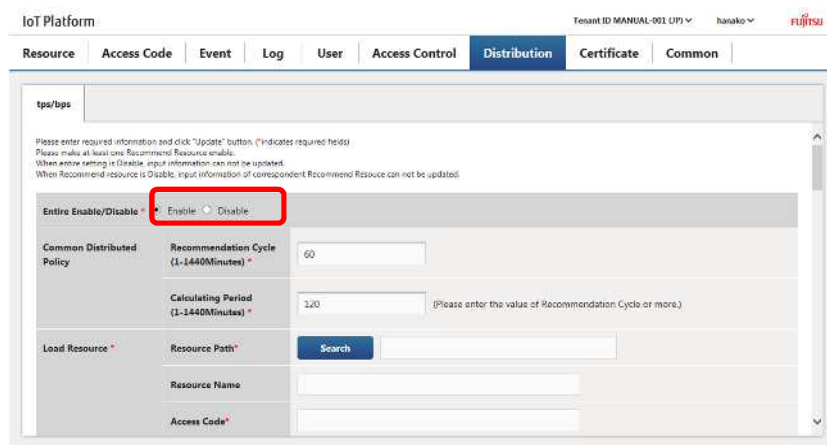 IoT Platform
Tenant ID MANUAL-001 (JP)
hanako
FUJITSU
Resource
Access Code
Event
Log
User
Access Control
Distribution
Certificate
Common
tps/bps
Please enter required information and click "Update" button. (*indicates required fields)
Please make at least one Recommend Resource enable.
When entire setting is Disable, input information can not be updated.
When Recommend resource is Disable, input information of correspondent Recommend Resouce can not be updated.
Entire Enable/Disable * Enable Disable
Common Distributed Policy
Recommendation Cycle (1-1440Minutes) *
60
Calculating Period (1-1440Minutes) *
120
(Please enter the value of Recommendation Cycle or more.)
Load Resource *
Resource Path*
Search
Resource Name
Access Code*